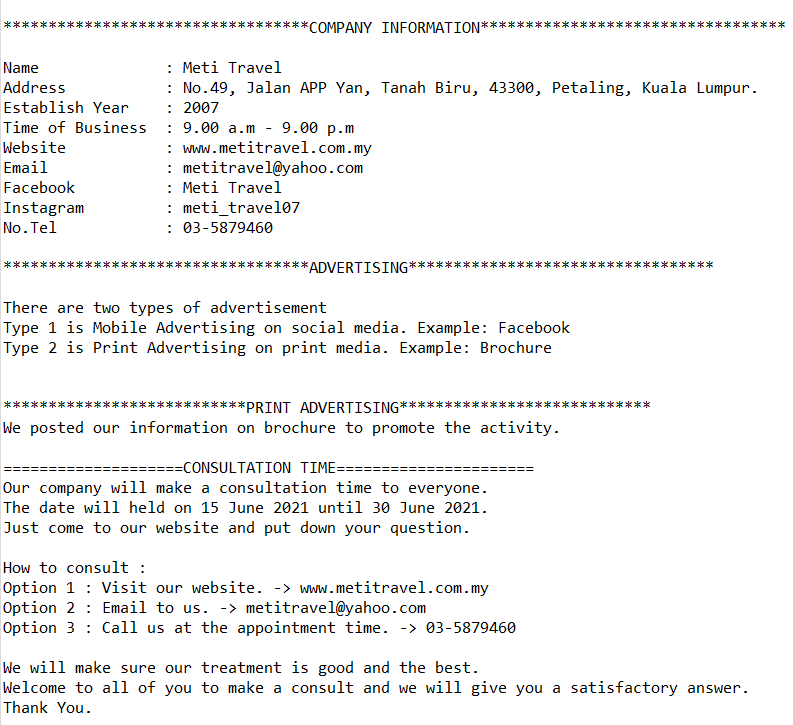 **********************************COMPANY INFORMATION**********************************
Name : Meti Travel
Address : No.49, Jalan APP Yan, Tanah Biru, 43300, Petaling, Kuala Lumpur.
Establish Year : 2007
Time of Business : 9.00 a.m - 9.00 p.m
Website : www.metitravel.com.my
Email : metitravel@yahoo.com
Facebook : Meti Travel
Instagram : meti_travel07
No.Tel : 03-5879460
**********************************ADVERTISING**********************************
There are two types of advertisement
Type 1 is Mobile Advertising on social media. Example: Facebook
Type 2 is Print Advertising on print media. Example: Brochure
***************************PRINT ADVERTISING****************************
We posted our information on brochure to promote the activity.
====================CONSULTATION TIME======================
Our company will make a consultation time to everyone.
The date will held on 15 June 2021 until 30 June 2021.
Just come to our website and put down your question.
How to consult :
Option 1 : Visit our website. -> www.metitravel.com.my
Option 2 : Email to us. -> metitravel@yahoo.com
Option 3 : Call us at the appointment time. -> 03-5879460
We will make sure our treatment is good and the best.
Welcome to all of you to make a consult and we will give you a satisfactory answer.
Thank You.